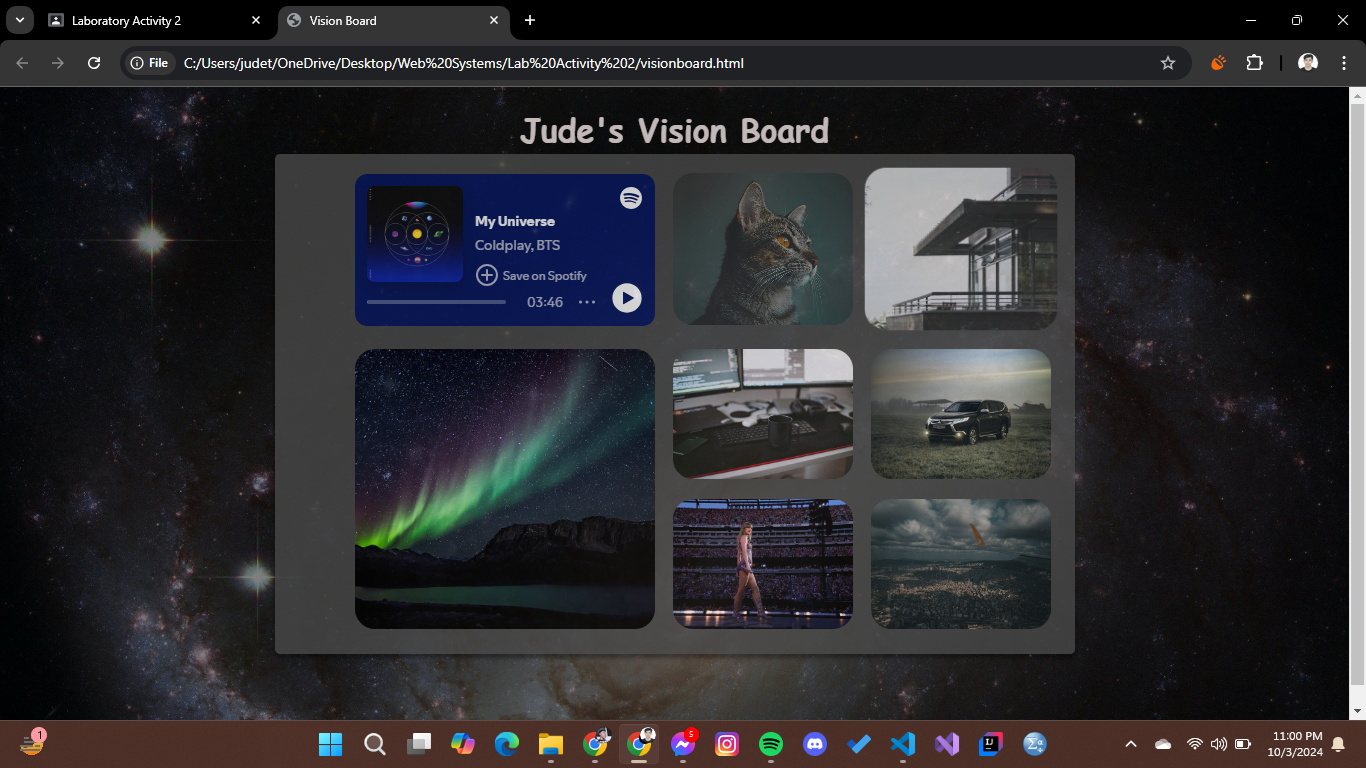 Laboratory Activity 2
Vision Board
File
C:/Users/judet/OneDrive/Desktop/Web%20Systems/Lab%20Activity%202/visionboard.html
Jude's Vision Board
My Universe
Coldplay, BTS
Save on Spotify
03:46
1
5
11:00 PM
10/3/2024